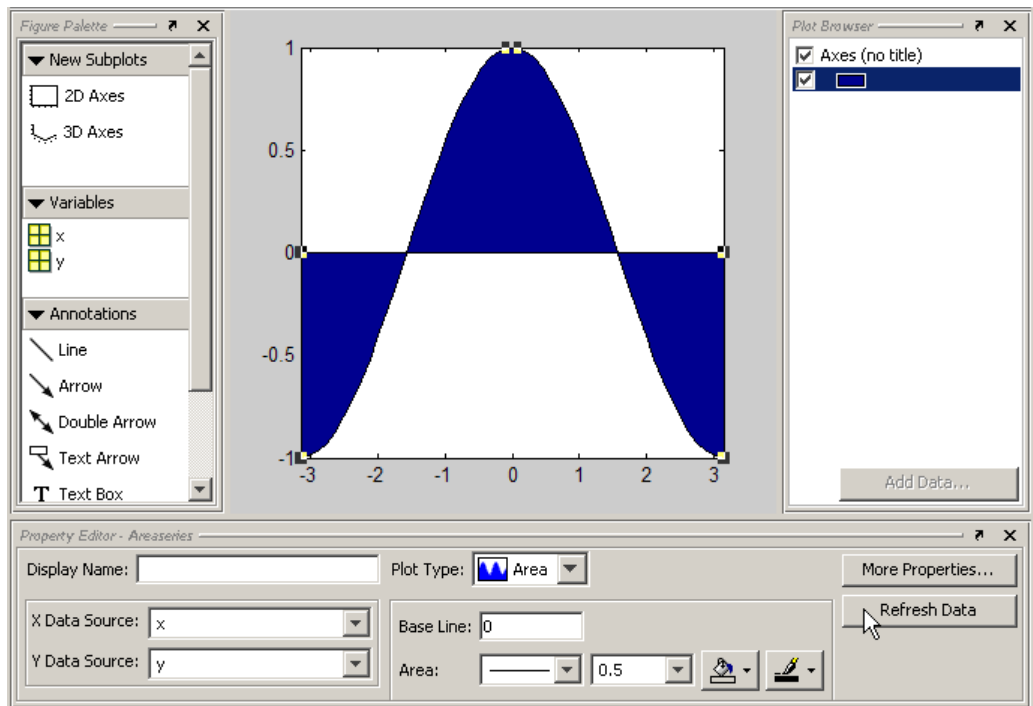 Figure Palette
New Subplots
2D Axes
3D Axes
Variables
x
y
Annotations
Line
Arrow
Double Arrow
Text Arrow
T Text Box
1
0.5
0
-0.5
-1
-3 -2 -1 0 1 2 3
Plot Browser
Axes (no title)
Add Data...
Property Editor - Areaseries
Display Name:
Plot Type: Area
More Properties...
X Data Source: x
Base Line: 0
Refresh Data
Y Data Source: y
Area: 0.5